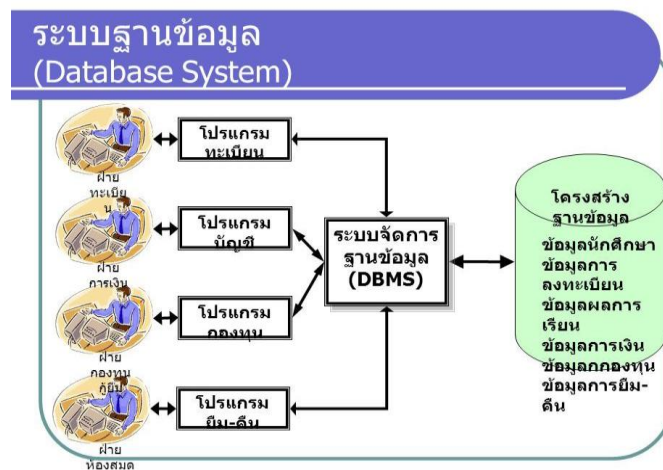 ระบบฐานข้อมูล
(Database System)
ฝ่าย
ทะเบีย
น
โปรแกรม
ทะเบียน
ฝ่าย
การเงิน
โปรแกรม
บัญชี
ฝ่าย
กองทุน
กู้ยืม
โปรแกรม
กองทุน
ฝ่าย
ห้องสมุด
โปรแกรม
ยืม-คืน
ระบบจัดการ
ฐานข้อมูล
(DBMS)
โครงสร้าง
ฐานข้อมูล
ข้อมูลนักศึกษา
ข้อมูลการ
ลงทะเบียน
ข้อมูลผลการ
เรียน
ข้อมูลการเงิน
ข้อมูลกกองทุน
ข้อมูลการยืม-
คืน